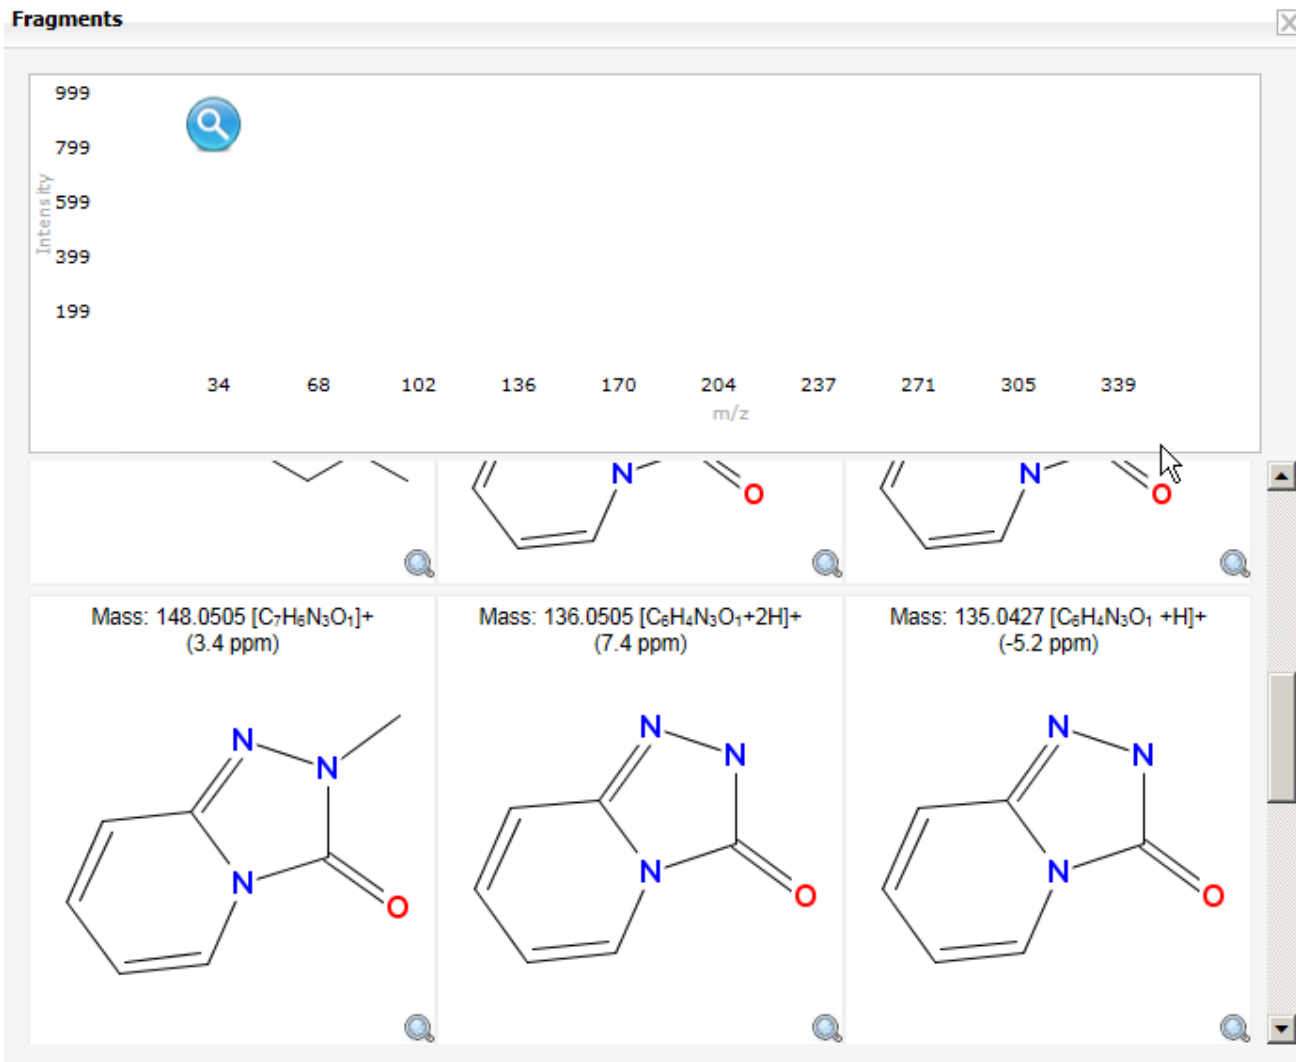 Fragments
999
799
599
399
199
Intensity
34 68 102 136 170 204 237 271 305 339
m/z
N O N O
Mass: 148.0505 [C₇H₆N₃O₁]+ 
(3.4 ppm)
N N N O
Mass: 136.0505 [C₆H₄N₃O₁+2H]+
(7.4 ppm)
N N N O
Mass: 135.0427 [C₆H₄N₃O₁ +H]+
(-5.2 ppm)
N N N O